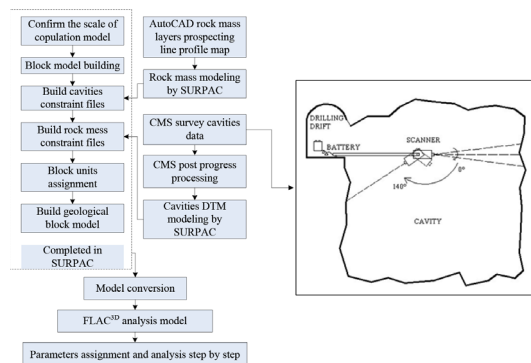 Confirm the scale of
copulation model
Block model building
Build cavities
constraint files
Build rock mess
constraint files
Block units
assignment
Build geological
block model
Completed in
SURPAC
AutoCAD rock mass
layers prospecting
line profile map
Rock mass modeling
by SURPAC
CMS survey cavities
data
CMS post progress
processing
Cavities DTM
modeling by
SURPAC
Model conversion
FLAC3D analysis model
Parameters assignment and analysis step by step
DRILLING
DRIFT
BATTERY
SCANNER
0°
140°
CAVITY